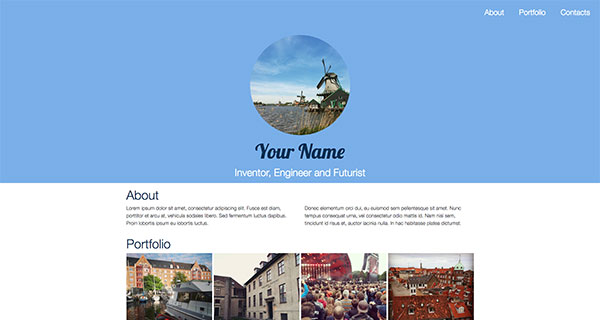 About Portfolio Contacts
Your Name
Inventor, Engineer and Futurist
About
Lorem ipsum dolor sit amet, consectetur adipiscing elit. Fusce est diam,
porttitor et arcu et, vehicula sodales libero. Sed fermentum luctus dapibus.
Proin lobortis ipsum eu lobortis luctus.
Donec elementum orci dui, eu euismod sem pellentesque sit amet. Nunc
tempus consequat urna, vel consectetur odio mattis id. Nam nisl sem,
tincidunt id risus et, auctor lacinia nulla. In hac habitasse platea dictumst.
Portfolio